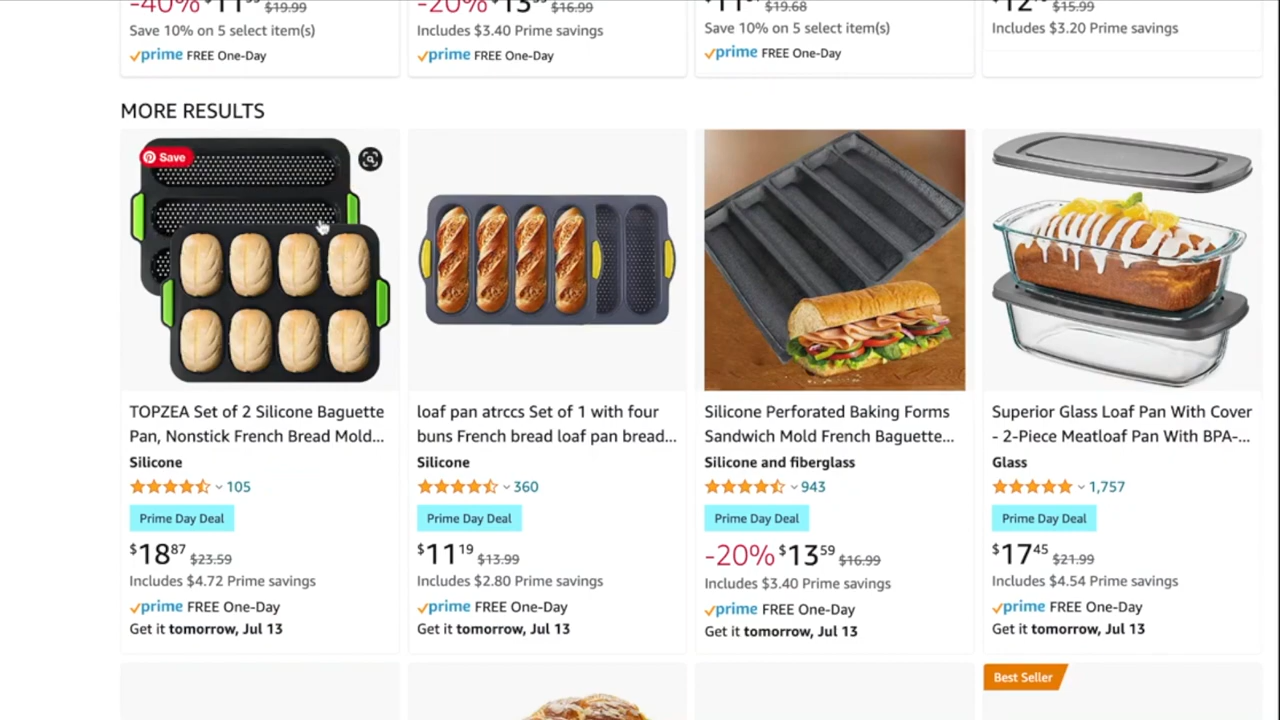 -40% $19.99
-20% $16.99
$19.68
$15.99
Save 10% on 5 select item(s)
Includes $3.40 Prime savings
Save 10% on 5 select item(s)
Includes $3.20 Prime savings
prime FREE One-Day
prime FREE One-Day
prime FREE One-Day
MORE RESULTS
Save
TOPZEA Set of 2 Silicone Baguette
Pan, Nonstick French Bread Mold...
Silicone
105
Prime Day Deal
$18 87 $23.59
Includes $4.72 Prime savings
prime FREE One-Day
Get it tomorrow, Jul 13
loaf pan atrccs Set of 1 with four
buns French bread loaf pan bread...
Silicone
360
Prime Day Deal
$11 19 $13.99
Includes $2.80 Prime savings
prime FREE One-Day
Get it tomorrow, Jul 13
Silicone Perforated Baking Forms
Sandwich Mold French Baguette...
Silicone and fiberglass
943
Prime Day Deal
-20% $13 59 $16.99
Includes $3.40 Prime savings
prime FREE One-Day
Get it tomorrow, Jul 13
Superior Glass Loaf Pan With Cover
- 2-Piece Meatloaf Pan With BPA-...
Glass
1,757
Prime Day Deal
$17 45 $21.99
Includes $4.54 Prime savings
prime FREE One-Day
Get it tomorrow, Jul 13
Best Seller